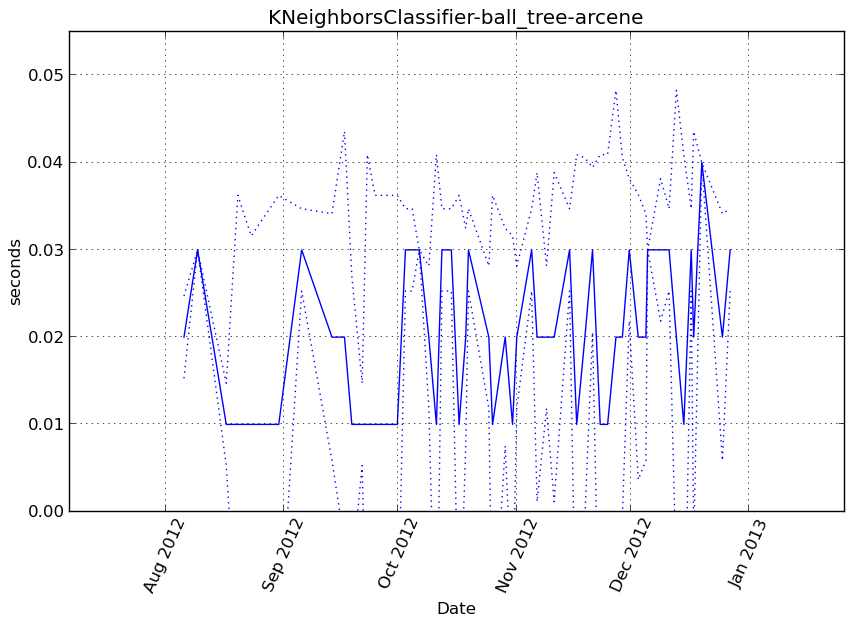 KNeighborsClassifier-ball_tree-arcene
0.05
0.04
0.03
0.02
0.01
0.00
seconds
Aug 2012
Sep 2012
Oct 2012
Nov 2012
Dec 2012
Jan 2013
Date